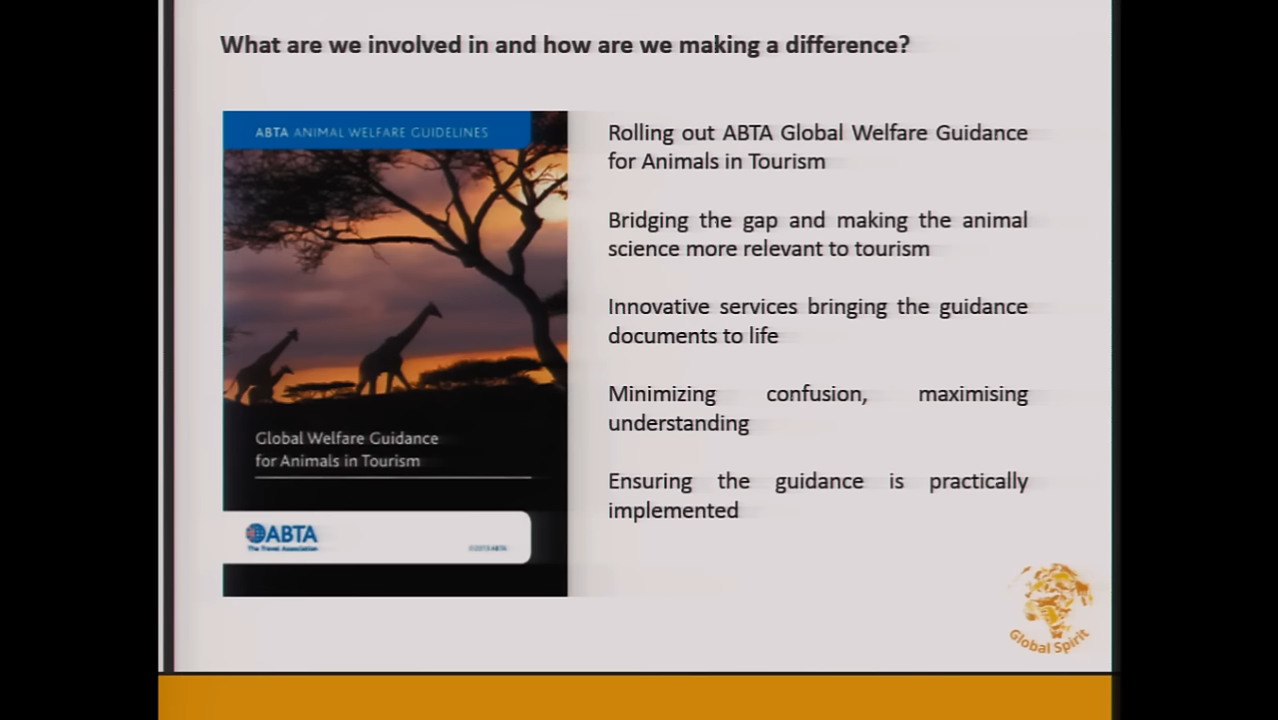 What are we involved in and how are we making a difference?
ABTA ANIMAL WELFARE GUIDELINES
Global Welfare Guidance
for Animals in Tourism
ABTA
The Travel Association
©2013 ABTA
Rolling out ABTA Global Welfare Guidance
for Animals in Tourism
Bridging the gap and making the animal
science more relevant to tourism
Innovative services bringing the guidance
documents to life
Minimizing confusion, maximising
understanding
Ensuring the guidance is practically
implemented
Global Spirit